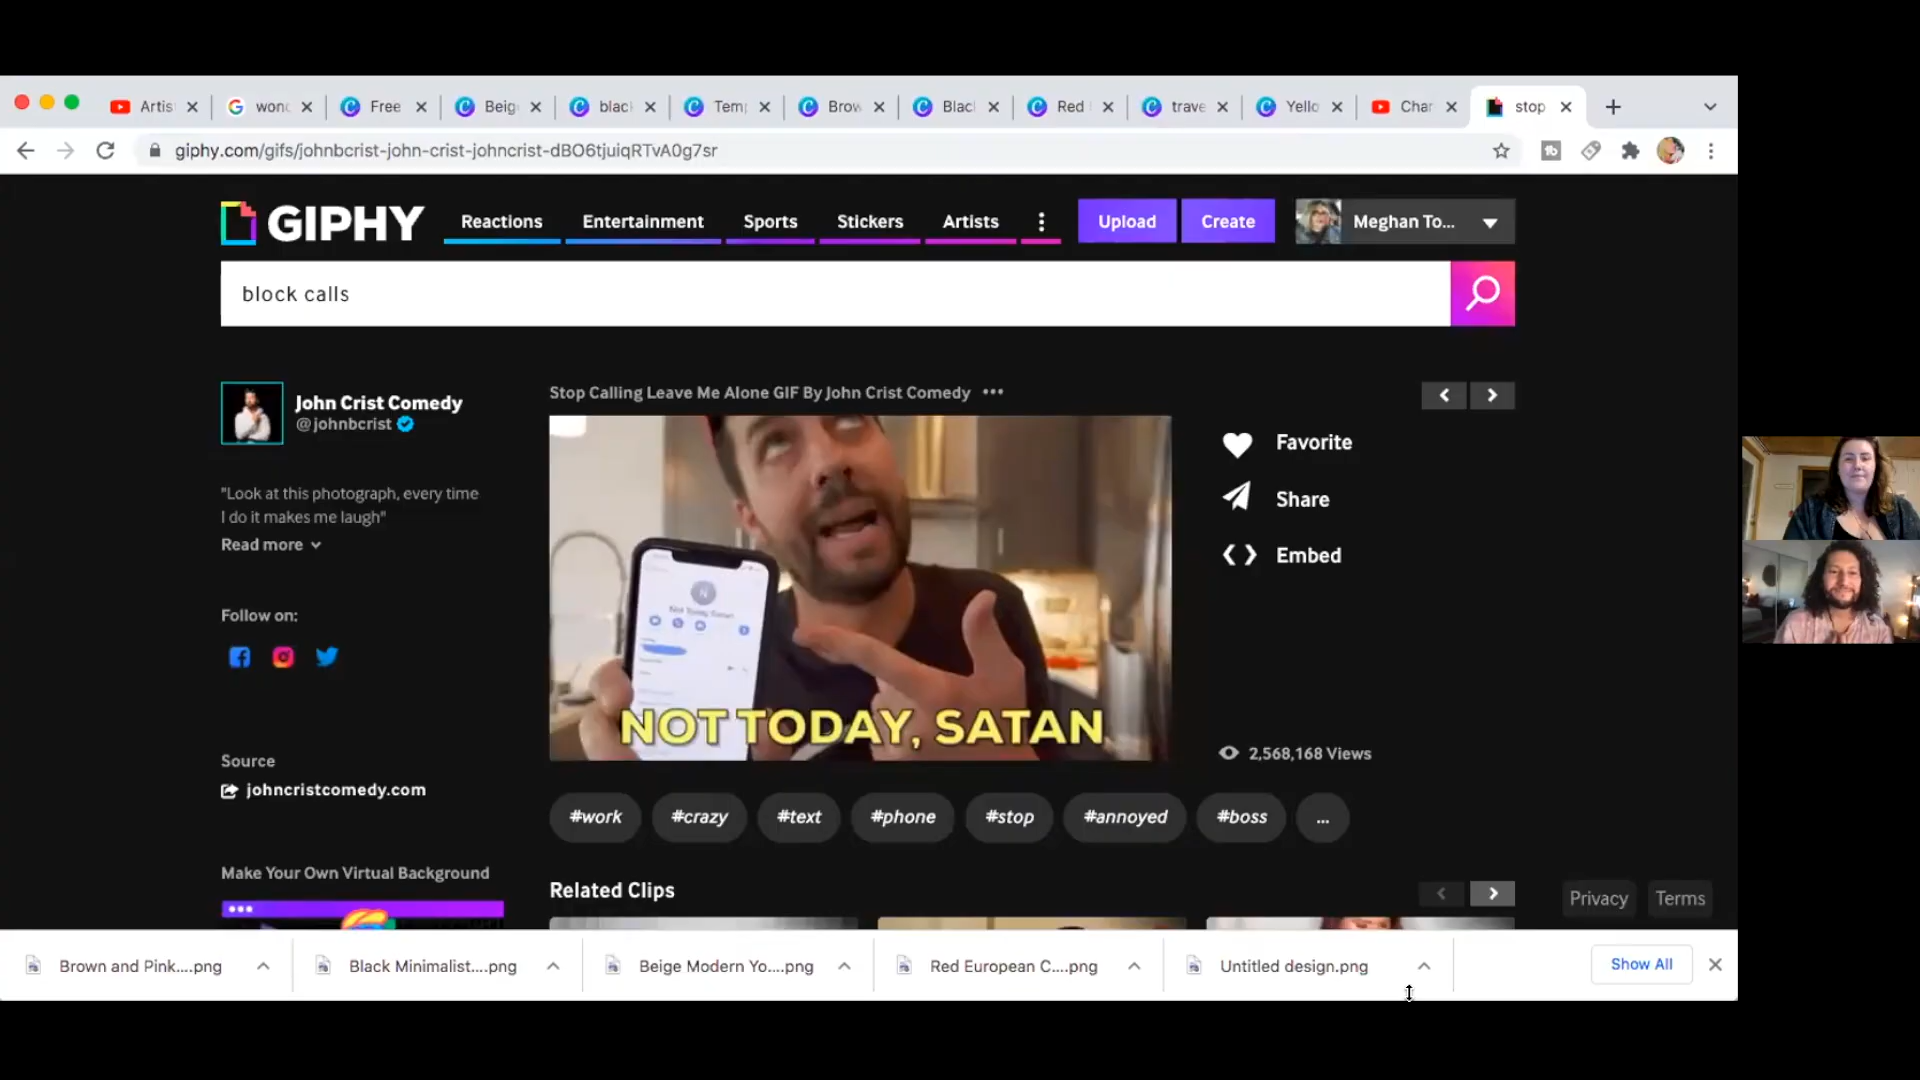 Artis
wond
Free
Beig
blac
Temp
Brow
Blac
Red
trave
Yello
Char
stop
giphy.com/gifs/johnbcrist-john-crist-johncrist-dBO6tjuiqRTvA0g7sr
GIPHY
Reactions
Entertainment
Sports
Stickers
Artists
Upload
Create
Meghan To...
block calls
John Crist Comedy
@johnbcrist
"Look at this photograph, every time
I do it makes me laugh"
Read more
Follow on:
Source
johncristcomedy.com
Make Your Own Virtual Background
Stop Calling Leave Me Alone GIF By John Crist Comedy
N
Not Today Satan
NOT TODAY, SATAN
Favorite
Share
Embed
2,568,168 Views
#work
#crazy
#text
#phone
#stop
#annoyed
#boss
...
Related Clips
Privacy
Terms
Brown and Pink....png
Black Minimalist....png
Beige Modern Yo....png
Red European C....png
Untitled design.png
Show All